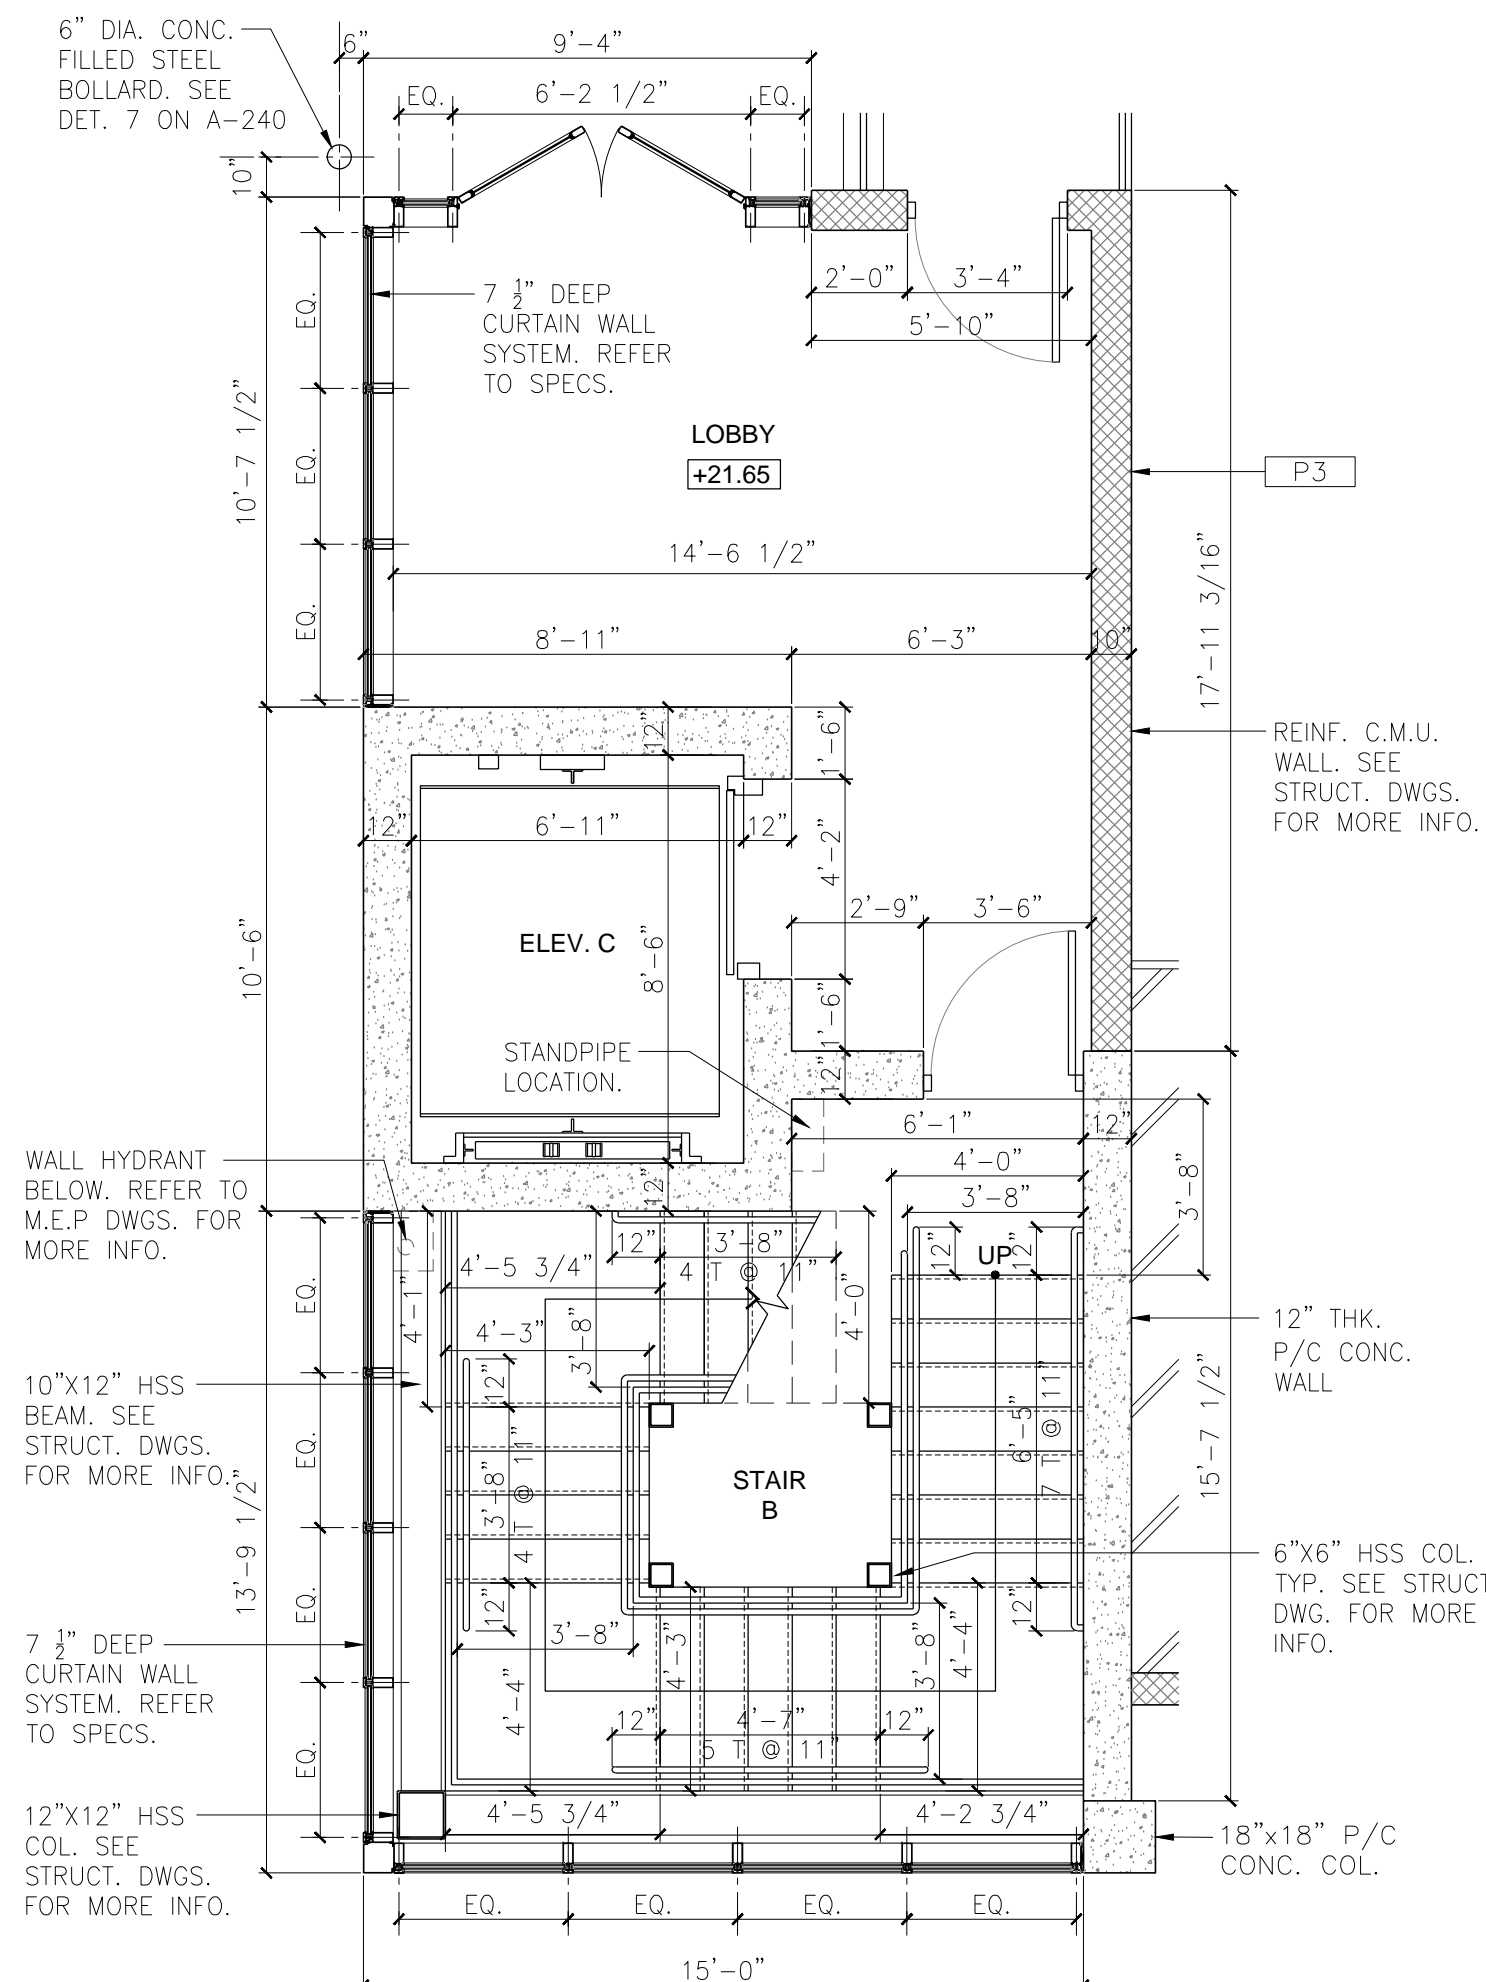 6" DIA. CONC.
FILLED STEEL
BOLLARD. SEE
DET. 7 ON A-240
6"
9'-4"
EQ.
6'-2 1/2"
EQ.
10"
2'-0"
3'-4"
5'-10"
7 1/2" DEEP
CURTAIN WALL
SYSTEM. REFER
TO SPECS.
EQ.
EQ.
EQ.
10'-7 1/2"
LOBBY
+21.65
P3
14'-6 1/2"
17'-11 3/16"
8'-11"
6'-3"
10"
12"
1'-6"
REINF. C.M.U.
WALL. SEE
STRUCT. DWGS.
FOR MORE INFO.
12"
6'-11"
12"
4'-2"
2'-9"
3'-6"
ELEV. C
8'-6"
10'-6"
1'-6"
STANDPIPE
LOCATION.
12"
6'-1"
12"
WALL HYDRANT
BELOW. REFER TO
M.E.P DWGS. FOR
MORE INFO.
12"
4'-0"
3'-8"
3'-8"
12"
3'-8"
4 T @ 11"
4'-5 3/4"
12"
UP
12"
EQ.
4'-1"
4'-3"
3'-8"
4'-0"
12" THK.
P/C CONC.
WALL
10"X12" HSS
BEAM. SEE
STRUCT. DWGS.
FOR MORE INFO.
12"
EQ.
3'-8"
4 T @ 11"
STAIR
B
6'-5"
7 T @ 11"
15'-7 1/2"
13'-9 1/2"
6"X6" HSS COL.
TYP. SEE STRUCT
DWG. FOR MORE
INFO.
EQ.
12"
3'-8"
4'-3"
3'-8"
4'-4"
12"
7 1/2" DEEP
CURTAIN WALL
SYSTEM. REFER
TO SPECS.
4'-4"
EQ.
12"
4'-7"
12"
5 T @ 11"
12"X12" HSS
COL. SEE
STRUCT. DWGS.
FOR MORE INFO.
4'-5 3/4"
4'-2 3/4"
18"x18" P/C
CONC. COL.
EQ.
EQ.
EQ.
EQ.
15'-0"